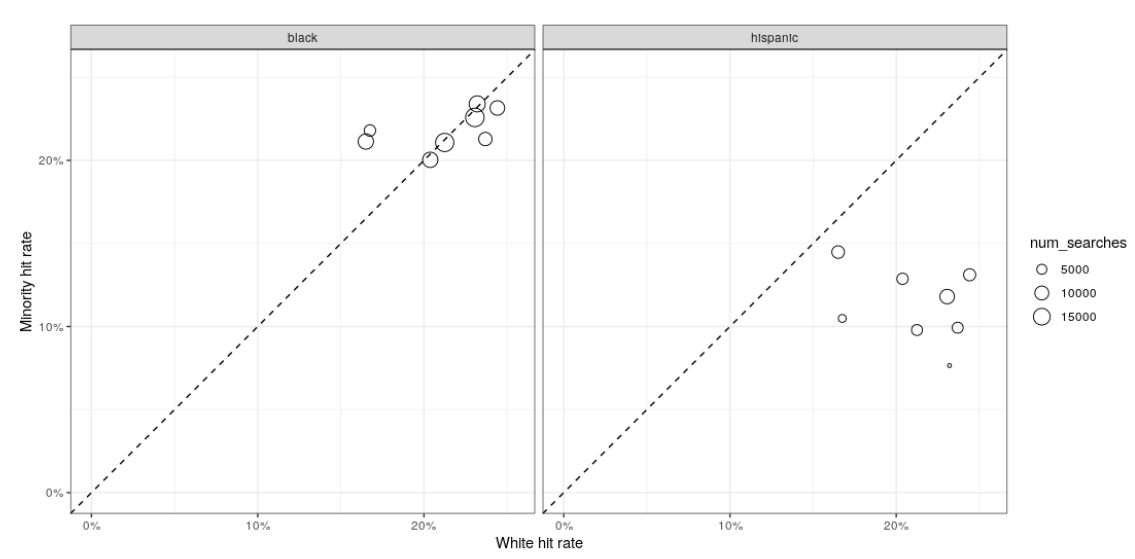 black
hispanic
Minority hit rate
20%
10%
0%
0%
10%
20%
0%
10%
20%
White hit rate
num_searches
5000
10000
15000